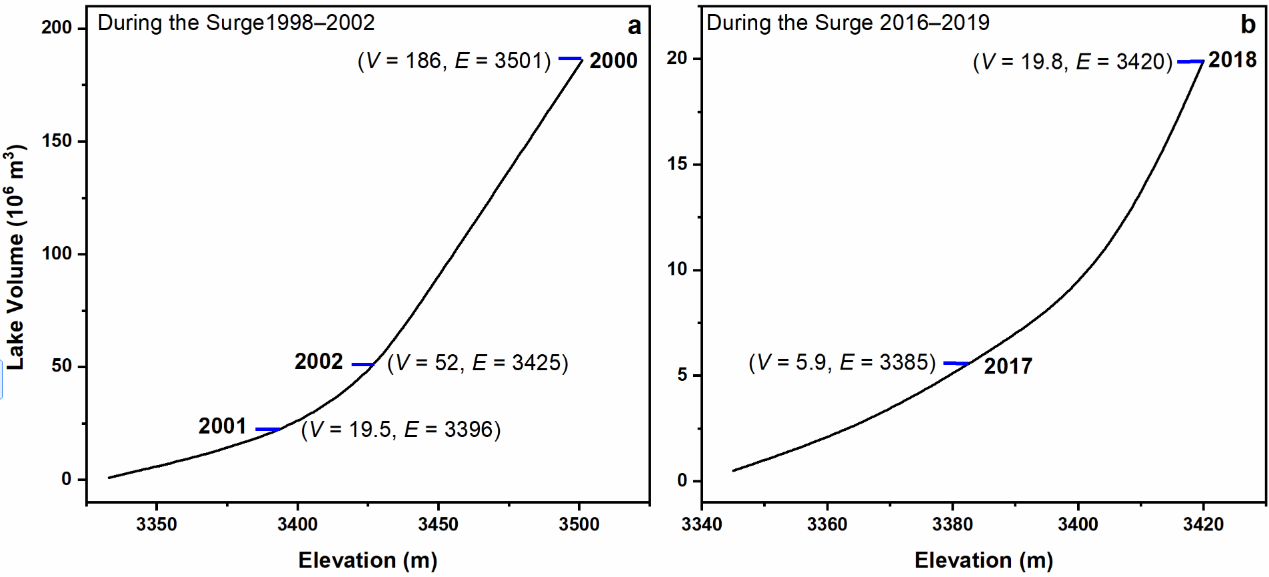 During the Surge1998–2002
a
200
150
100
50
0
Lake Volume (10⁶ m³)
(V = 186, E = 3501)
2000
2002
(V = 52, E = 3425)
2001
(V = 19.5, E = 3396)
3350
3400
3450
3500
Elevation (m)
During the Surge 2016–2019
b
20
15
10
5
0
(V = 19.8, E = 3420)
2018
(V = 5.9, E = 3385)
2017
3340
3360
3380
3400
3420
Elevation (m)